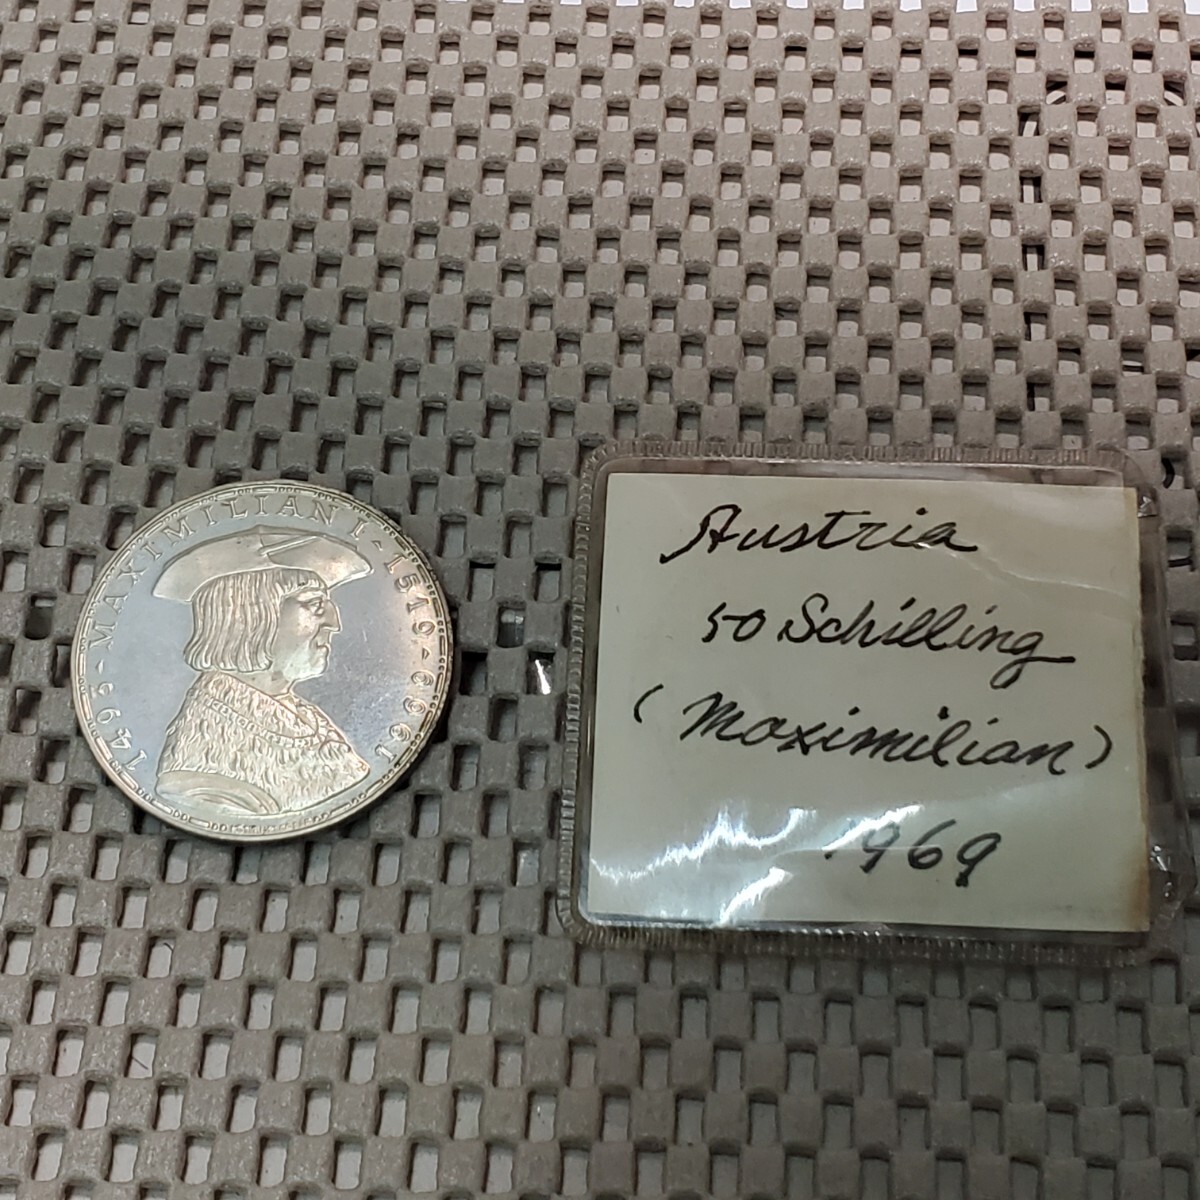 1493-MAXIMILIAN I-1519-1969
Austria
50 Schilling
(Maximilian)
1969